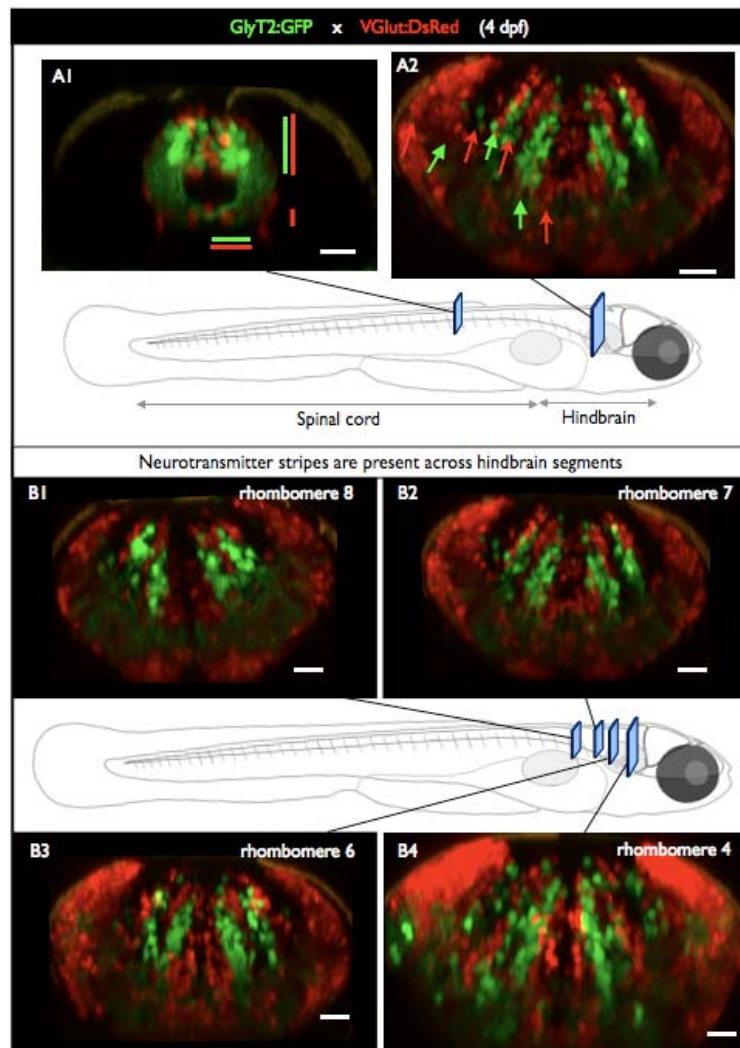 GlyT2:GFP x VGlut:DsRed (4 dpf)
A1
A2
Spinal cord
Hindbrain
Neurotransmitter stripes are present across hindbrain segments
B1
rhombomere 8
B2
rhombomere 7
B3
rhombomere 6
B4
rhombomere 4